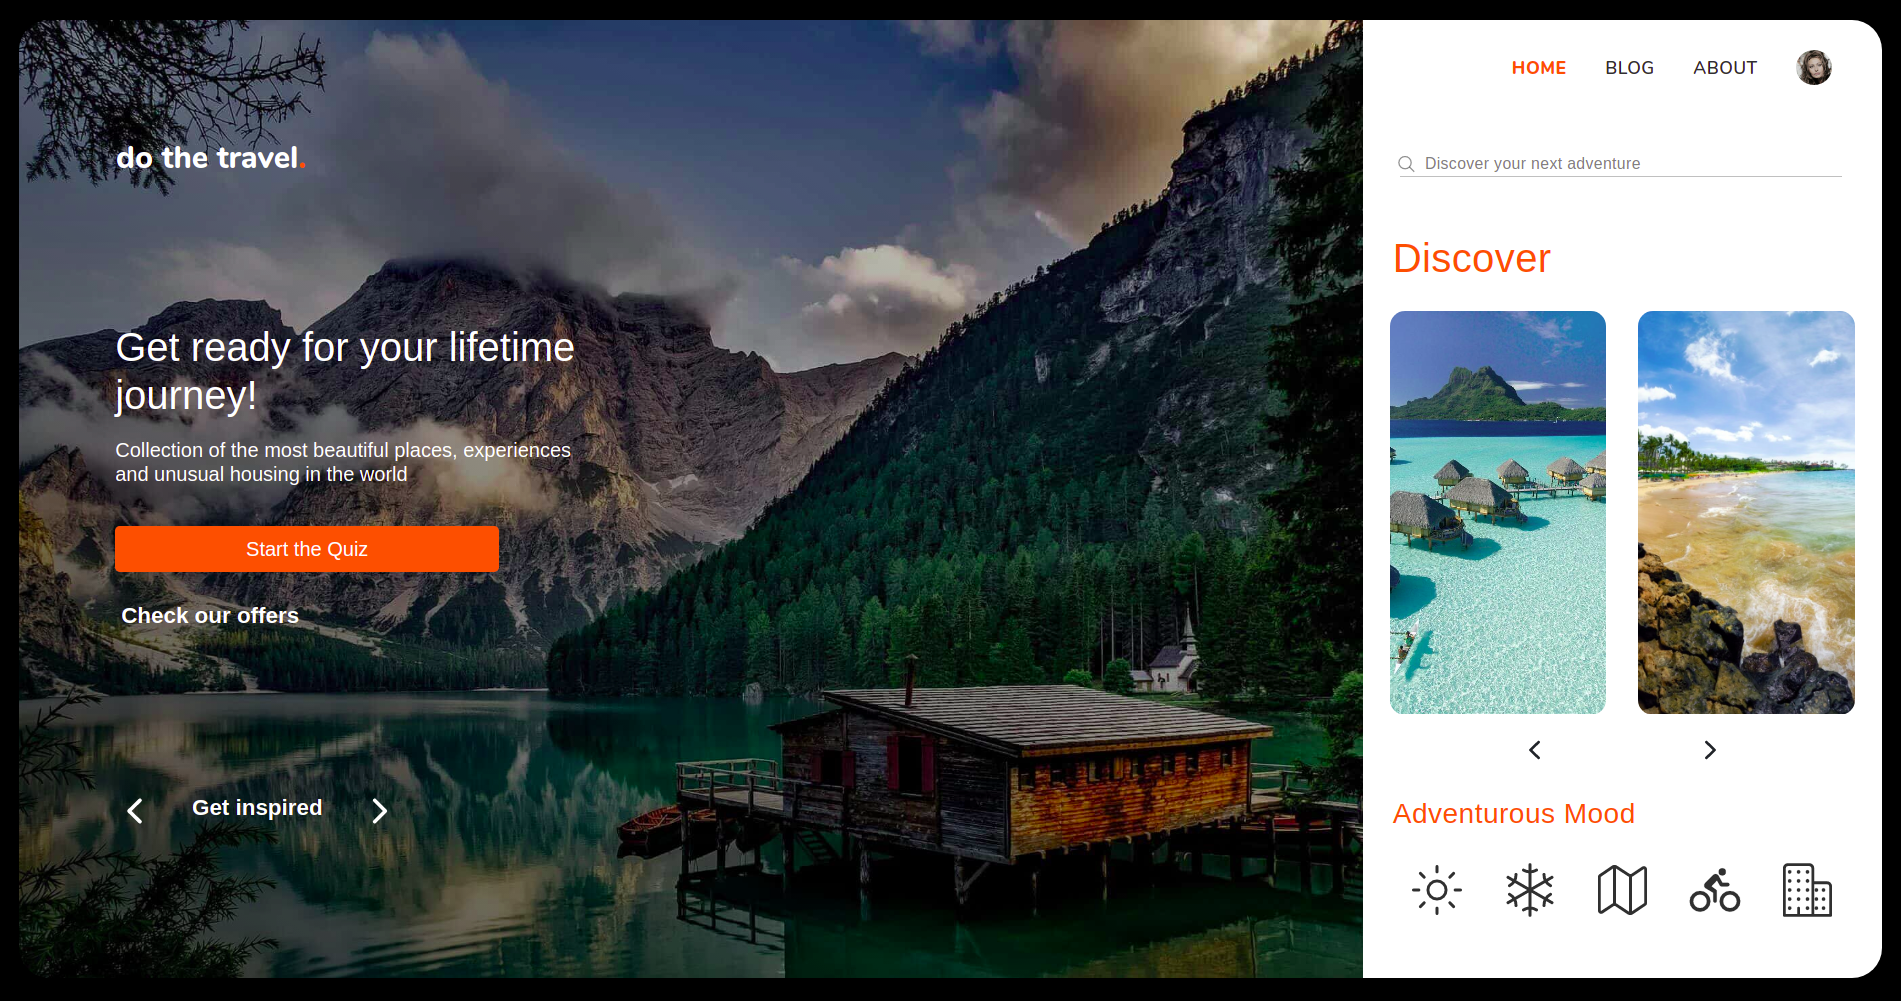 do the travel.
Get ready for your lifetime
journey!
Collection of the most beautiful places, experiences
and unusual housing in the world
Start the Quiz
Check our offers
Get inspired
HOME BLOG ABOUT
Discover your next adventure
Discover
Adventurous Mood